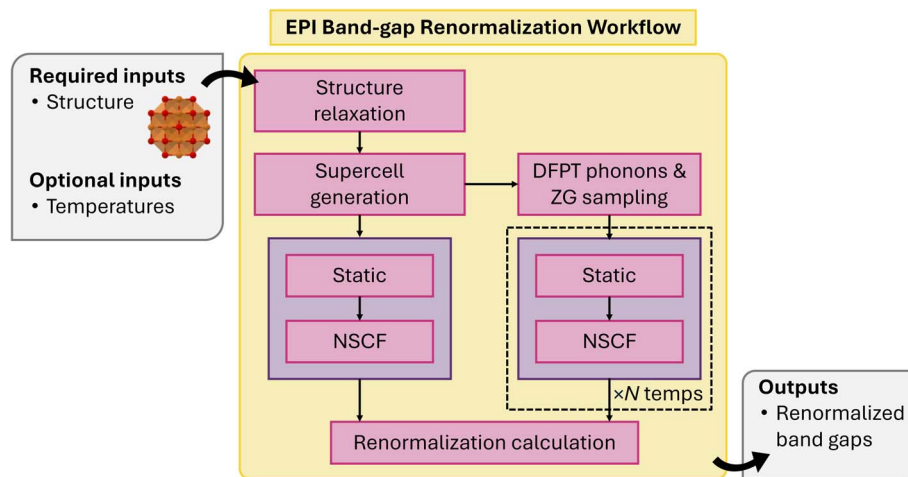 EPI Band-gap Renormalization Workflow
Required inputs
• Structure
Optional inputs
• Temperatures
Structure
relaxation
Supercell
generation
DFPT phonons &
ZG sampling
Static
NSCF
Static
NSCF
×N temps
Renormalization calculation
Outputs
• Renormalized
band gaps